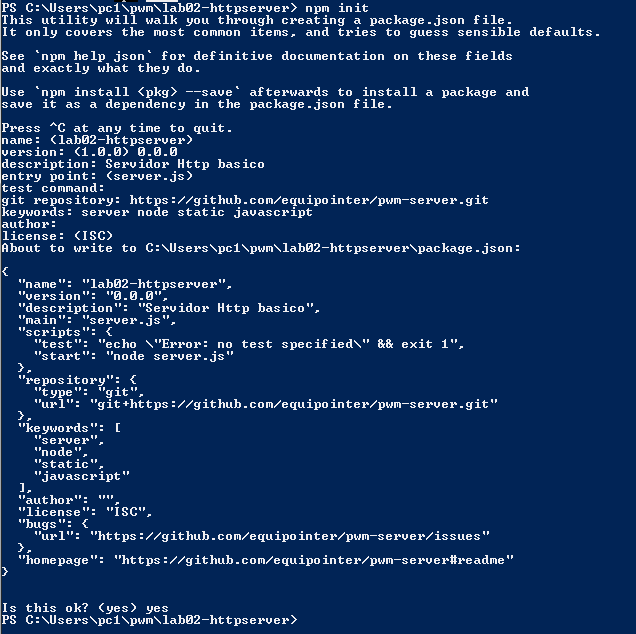 PS C:\Users\pc1\pwm\lab02-httpserver> npm init
This utility will walk you through creating a package.json file.
It only covers the most common items, and tries to guess sensible defaults.
See `npm help json` for definitive documentation on these fields
and exactly what they do.
Use `npm install <pkg> --save` afterwards to install a package and
save it as a dependency in the package.json file.
Press ^C at any time to quit.
name: (lab02-httpserver)
version: (1.0.0) 0.0.0
description: Servidor Http basico
entry point: (server.js)
test command:
git repository: https://github.com/equipointer/pwm-server.git
keywords: server node static javascript
author:
license: (ISC)
About to write to C:\Users\pc1\pwm\lab02-httpserver\package.json:
{
  "name": "lab02-httpserver",
  "version": "0.0.0",
  "description": "Servidor Http basico",
  "main": "server.js",
  "scripts": {
    "test": "echo \"Error: no test specified\" && exit 1",
    "start": "node server.js"
  },
  "repository": {
    "type": "git",
    "url": "git+https://github.com/equipointer/pwm-server.git"
  },
  "keywords": [
    "server",
    "node",
    "static",
    "javascript"
  ],
  "author": "",
  "license": "ISC",
  "bugs": {
    "url": "https://github.com/equipointer/pwm-server/issues"
  },
  "homepage": "https://github.com/equipointer/pwm-server#readme"
}
Is this ok? (yes) yes
PS C:\Users\pc1\pwm\lab02-httpserver>